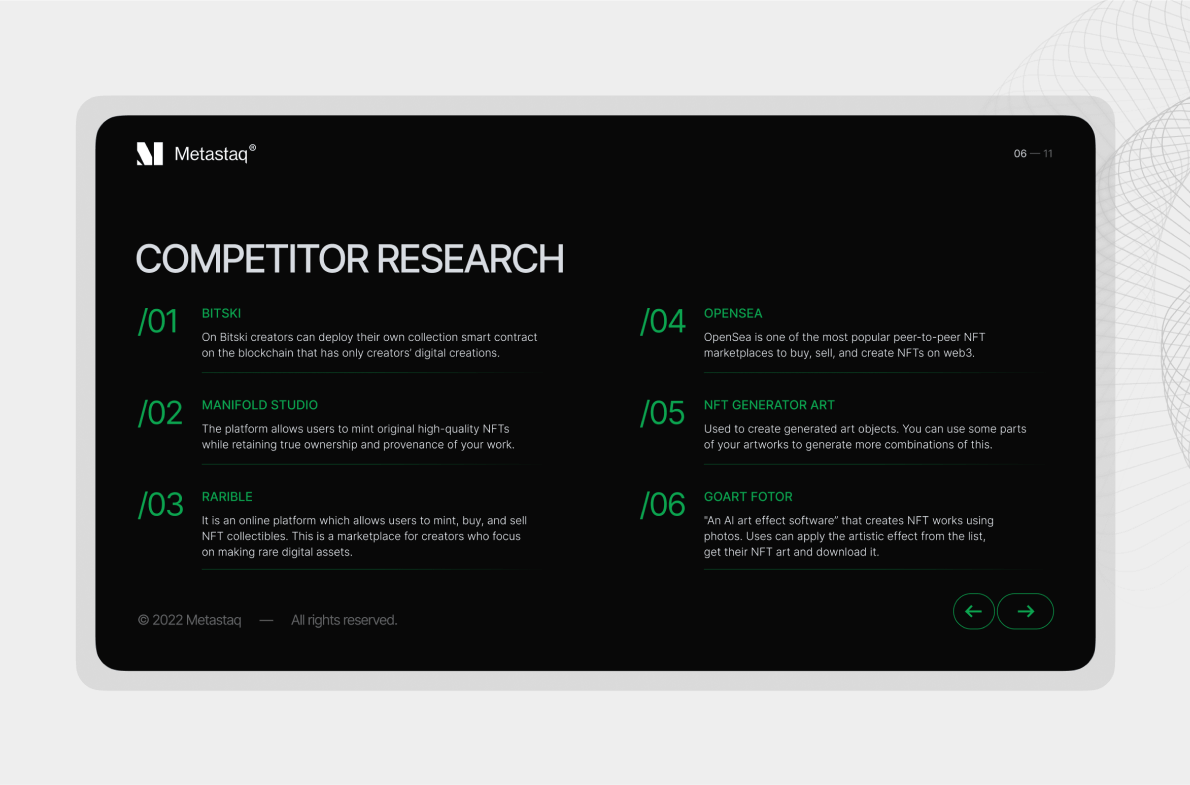 Metastaq®
06 — 11
COMPETITOR RESEARCH
/01
BITSKI
On Bitski creators can deploy their own collection smart contract
on the blockchain that has only creators’ digital creations.
/02
MANIFOLD STUDIO
The platform allows users to mint original high-quality NFTs
while retaining true ownership and provenance of your work.
/03
RARIBLE
It is an online platform which allows users to mint, buy, and sell
NFT collectibles. This is a marketplace for creators who focus
on making rare digital assets.
/04
OPENSEA
OpenSea is one of the most popular peer-to-peer NFT
marketplaces to buy, sell, and create NFTs on web3.
/05
NFT GENERATOR ART
Used to create generated art objects. You can use some parts
of your artworks to generate more combinations of this.
/06
GOART FOTOR
“An AI art effect software” that creates NFT works using
photos. Uses can apply the artistic effect from the list,
get their NFT art and download it.
© 2022 Metastaq — All rights reserved.